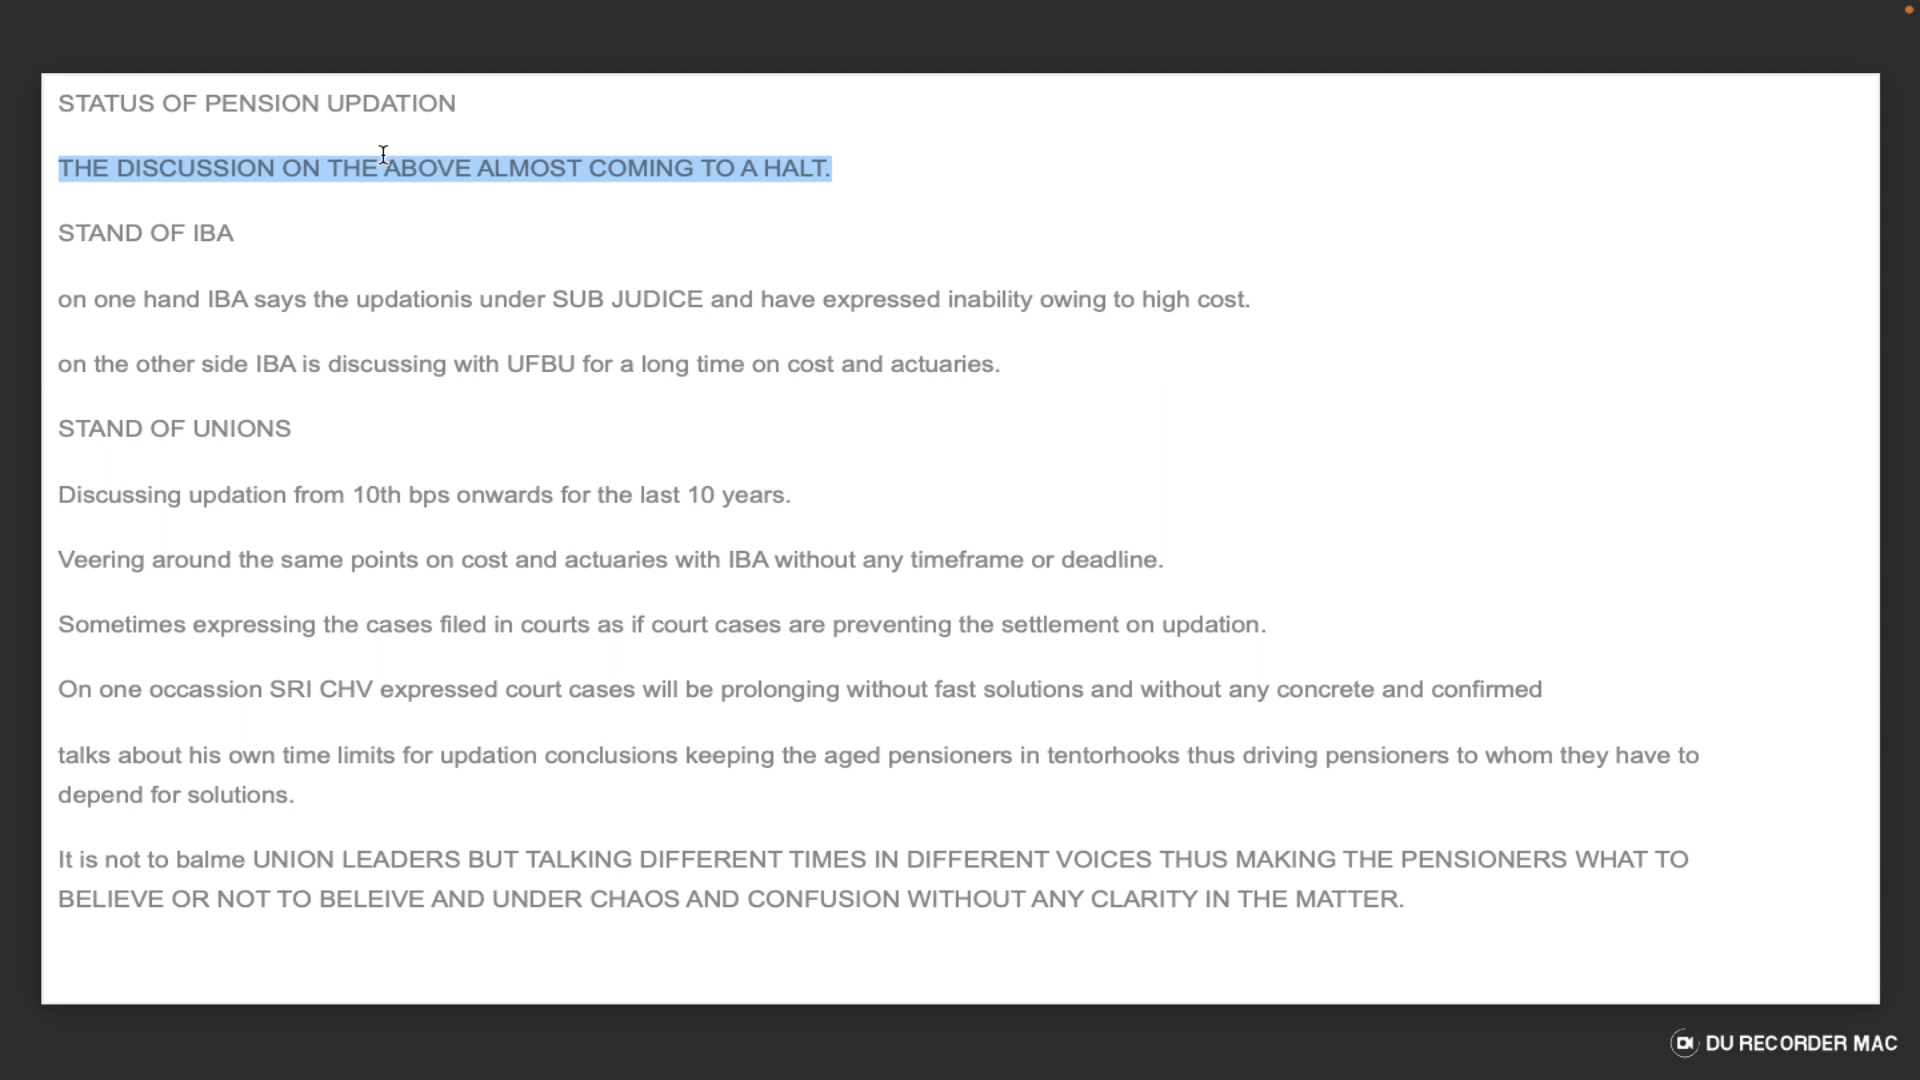 STATUS OF PENSION UPDATION
THE DISCUSSION ON THE ABOVE ALMOST COMING TO A HALT.
STAND OF IBA
on one hand IBA says the updationis under SUB JUDICE and have expressed inability owing to high cost.
on the other side IBA is discussing with UFBU for a long time on cost and actuaries.
STAND OF UNIONS
Discussing updation from 10th bps onwards for the last 10 years.
Veering around the same points on cost and actuaries with IBA without any timeframe or deadline.
Sometimes expressing the cases filed in courts as if court cases are preventing the settlement on updation.
On one occassion SRI CHV expressed court cases will be prolonging without fast solutions and without any concrete and confirmed
talks about his own time limits for updation conclusions keeping the aged pensioners in tentorhooks thus driving pensioners to whom they have to
depend for solutions.
It is not to balme UNION LEADERS BUT TALKING DIFFERENT TIMES IN DIFFERENT VOICES THUS MAKING THE PENSIONERS WHAT TO
BELIEVE OR NOT TO BELEIVE AND UNDER CHAOS AND CONFUSION WITHOUT ANY CLARITY IN THE MATTER.
DU RECORDER MAC